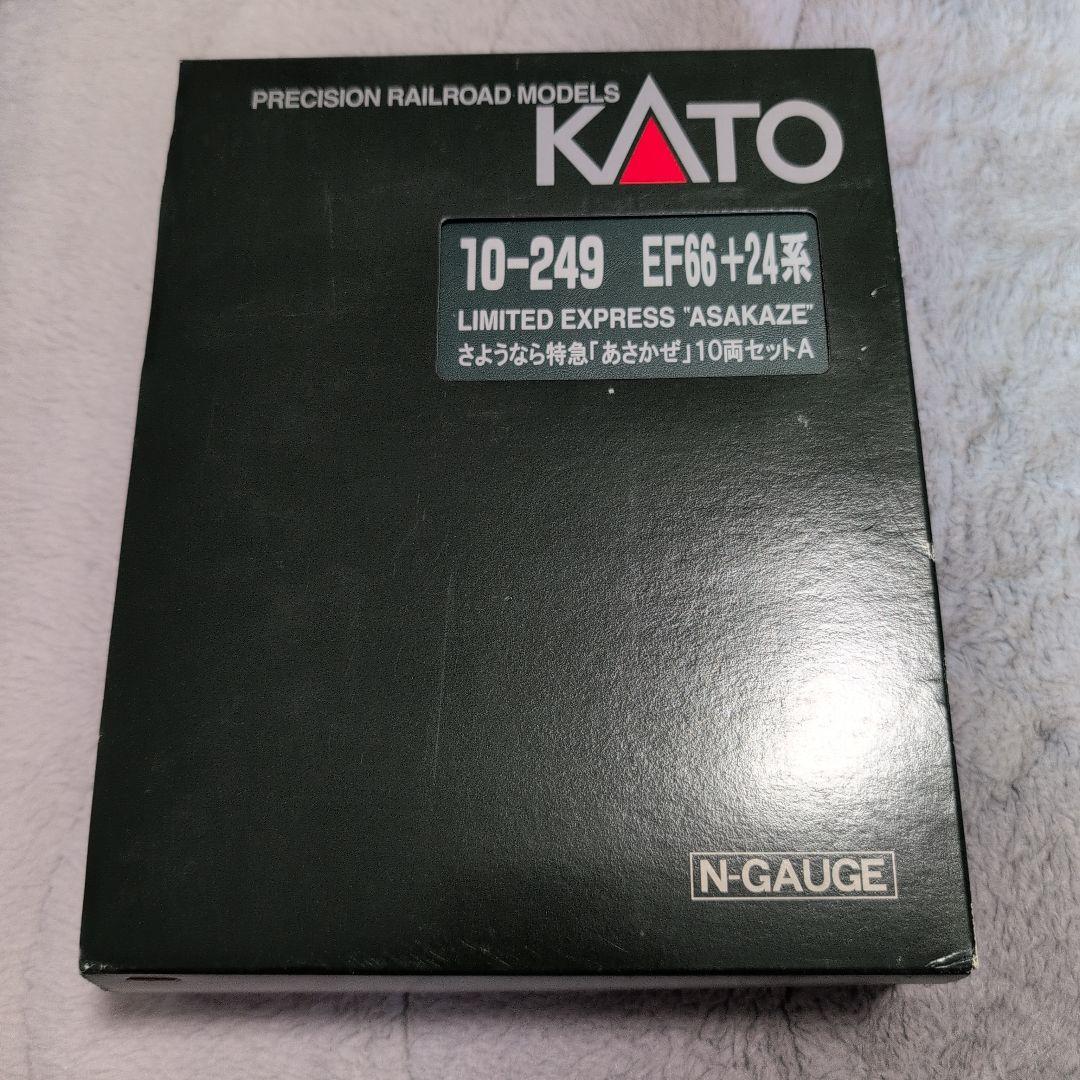 PRECISION RAILROAD MODELS
KATO
10-249 EF66+24系
LIMITED EXPRESS "ASAKAZE"
さようなら特急「あさかぜ」10両セットA
N-GAUGE